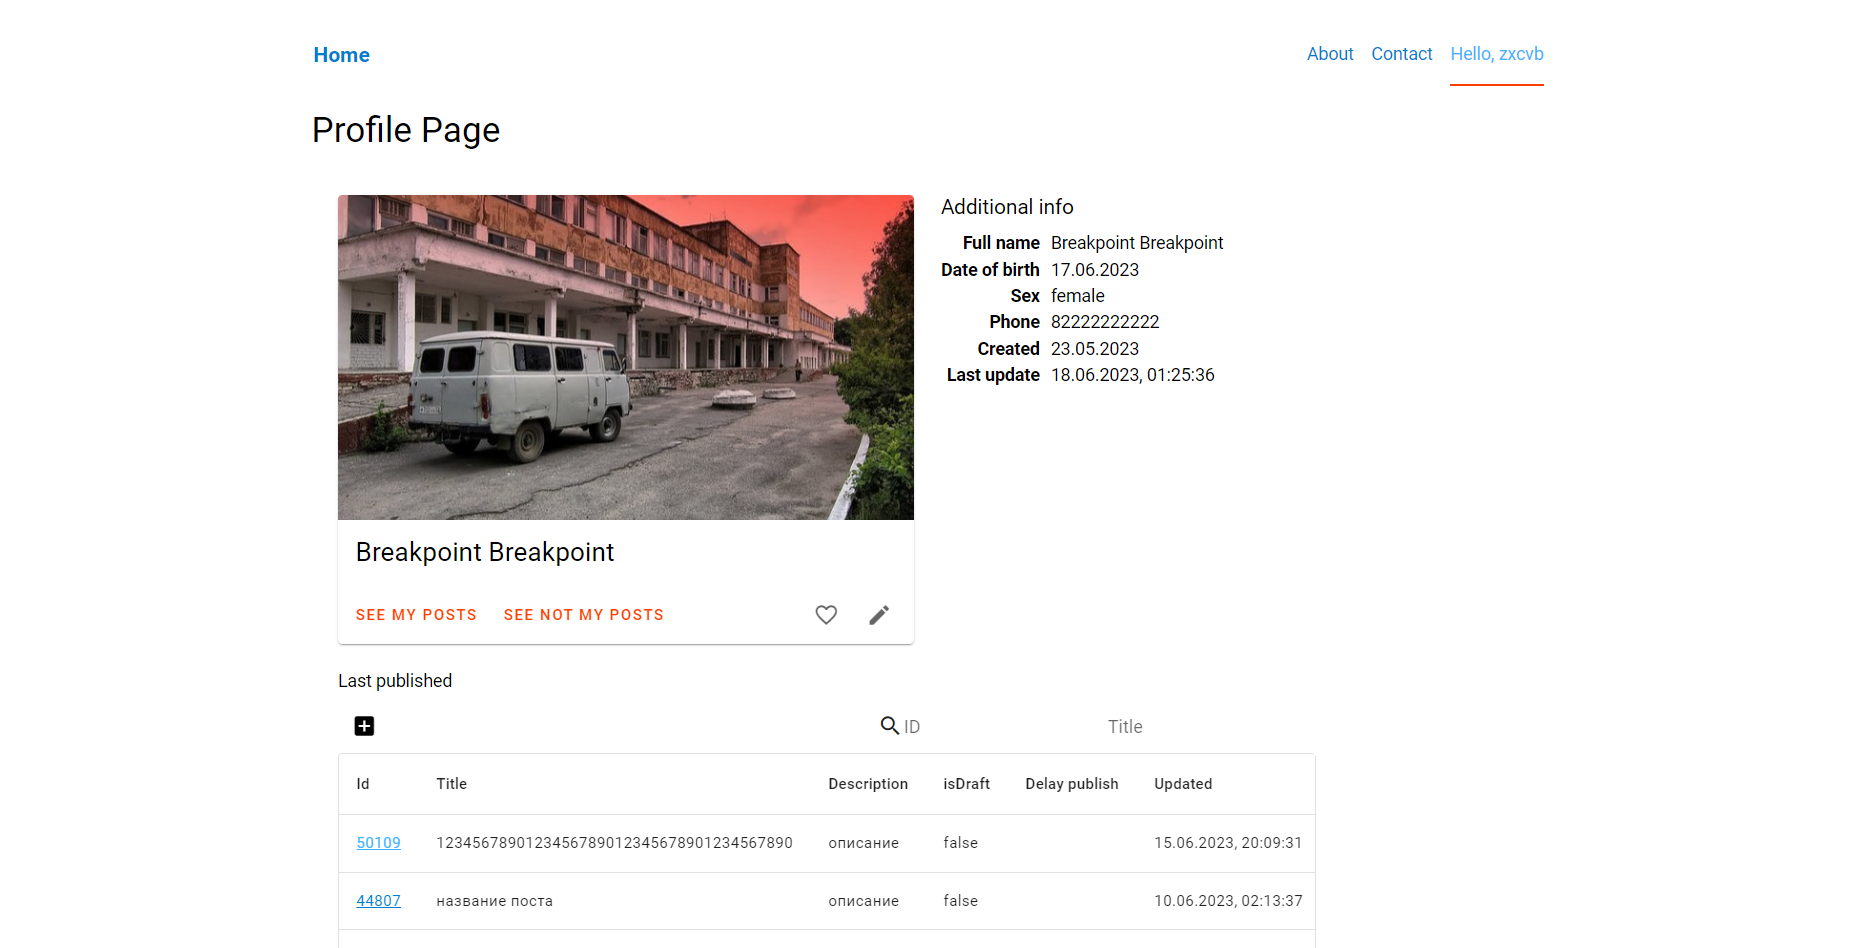 Home
About Contact Hello, zxcvb
Profile Page
Additional info
Full name Breakpoint Breakpoint
Date of birth 17.06.2023
Sex female
Phone 82222222222
Created 23.05.2023
Last update 18.06.2023, 01:25:36
Breakpoint Breakpoint
SEE MY POSTS SEE NOT MY POSTS
Last published
ID Title
Id Title Description isDraft Delay publish Updated
50109 1234567890123456789012345678901234567890 описание false 15.06.2023, 20:09:31
44807 название поста описание false 10.06.2023, 02:13:37